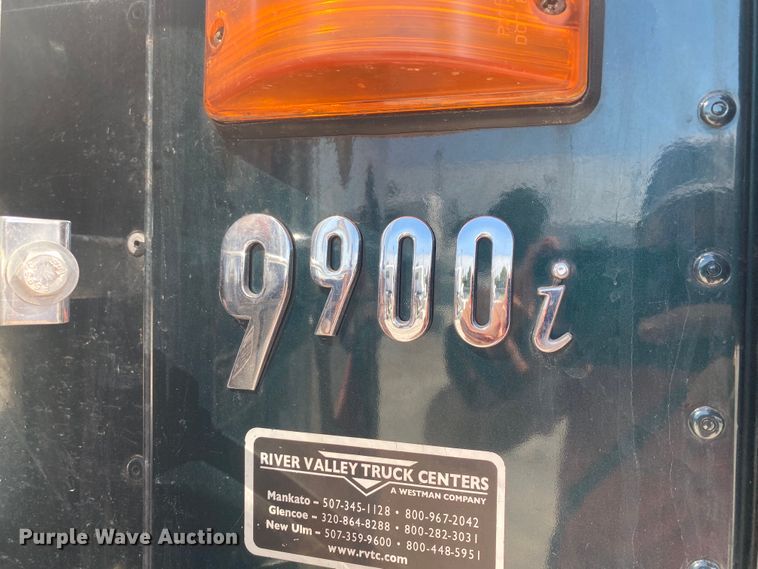 9900i
RIVER VALLEY TRUCK CENTERS
A WESTMAN COMPANY
Mankato – 507-345-1128 • 800-967-2042
Glencoe – 320-864-8288 • 800-282-3031
New Ulm – 507-359-9600 • 800-448-5951
www.rvtc.com
Purple Wave Auction®